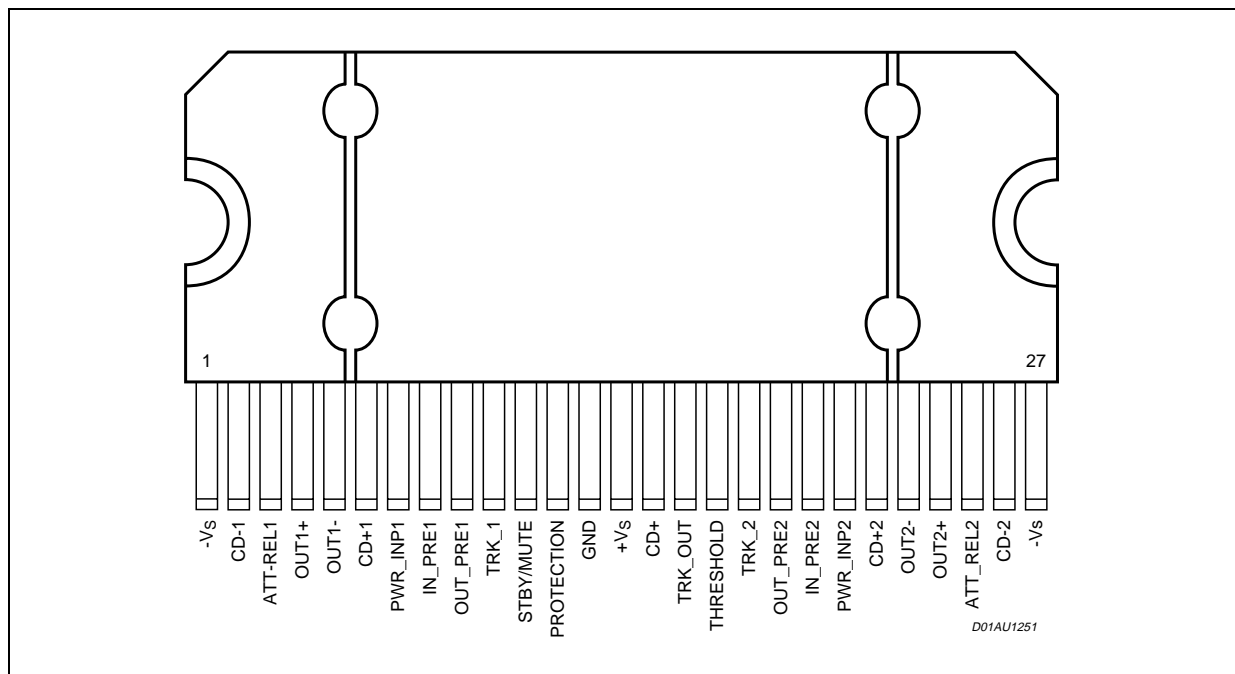 1
27
-Vs
CD-1
ATT-REL1
OUT1+
OUT1-
CD+1
PWR_INP1
IN_PRE1
OUT_PRE1
TRK_1
STBY/MUTE
PROTECTION
GND
+Vs
CD+
TRK_OUT
THRESHOLD
TRK_2
OUT_PRE2
IN_PRE2
PWR_INP2
CD+2
OUT2-
OUT2+
ATT_REL2
CD-2
-Vs
D01AU1251